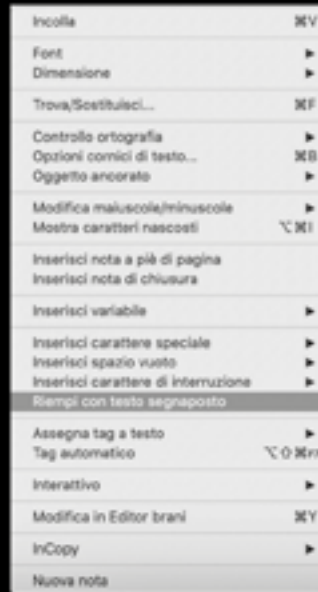 Incolla ⌘V
Font
Dimensione
Trova/Sostituisci... ⌘F
Controllo ortografia
Opzioni cornici di testo... ⌘B
Oggetto ancorato
Modifica maiuscole/minuscole
Mostra caratteri nascosti ⌥⌘I
Inserisci nota a piè di pagina
Inserisci nota di chiusura
Inserisci variabile
Inserisci carattere speciale
Inserisci spazio vuoto
Inserisci carattere di interruzione
Riempi con testo segnaposto
Assegna tag a testo
Tag automatico
Interattivo
Modifica in Editor brani ⌘Y
InCopy
Nuova nota